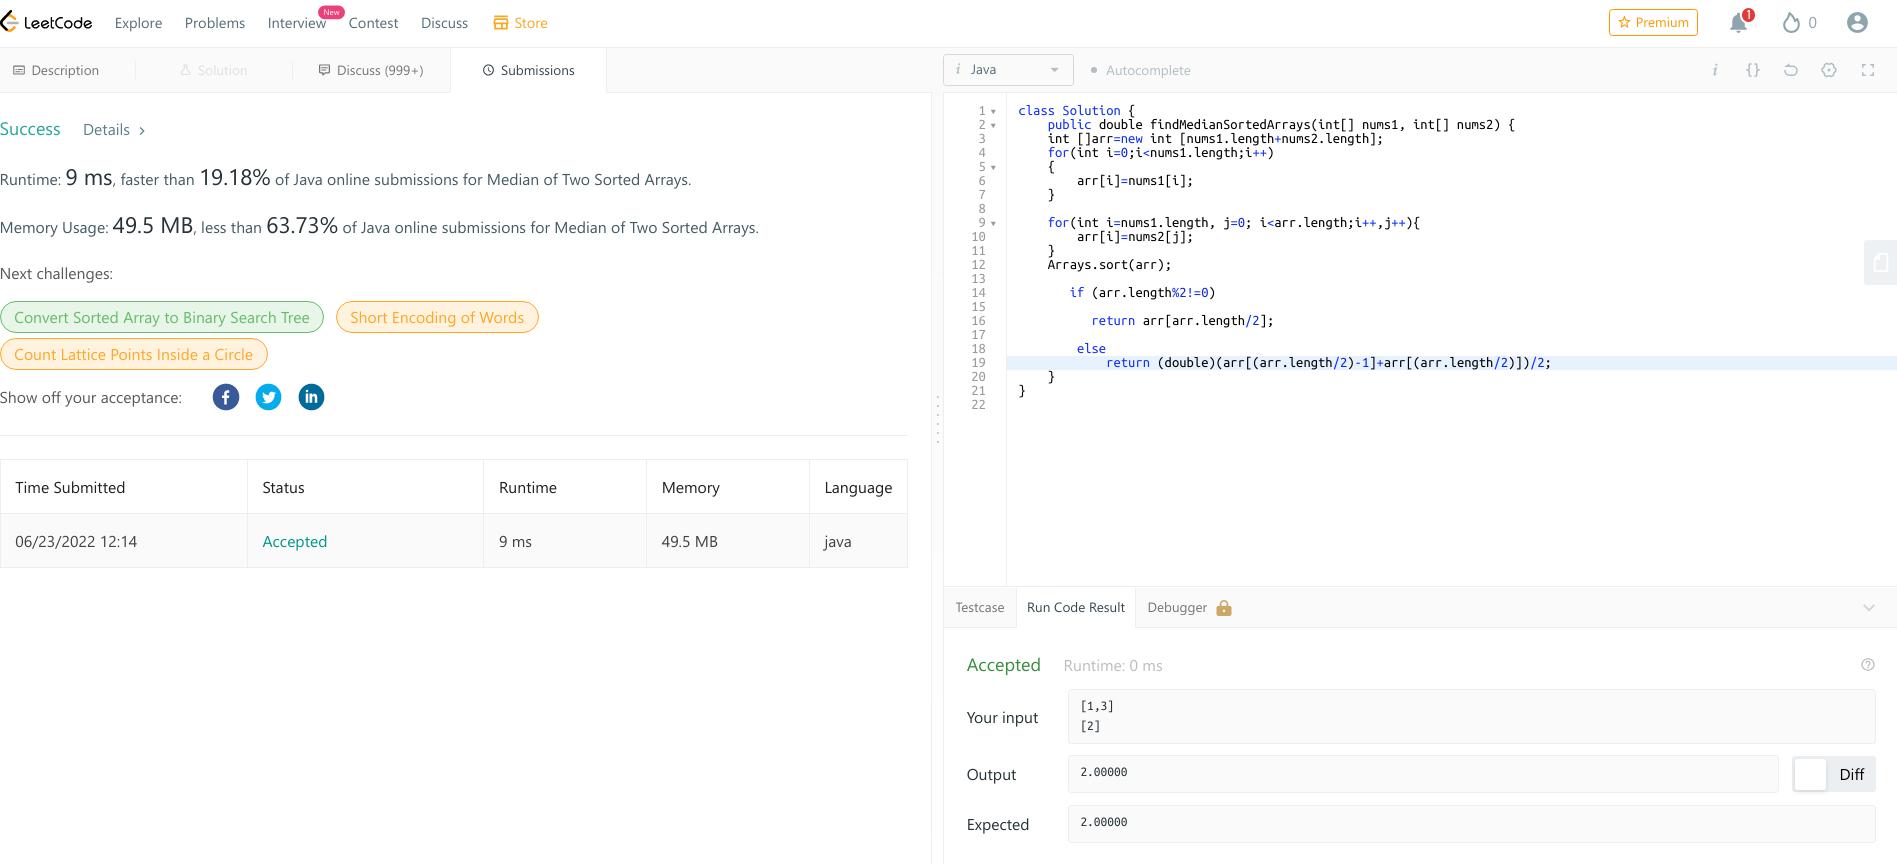 LeetCode Explore Problems Interview New Contest Discuss Store Premium 1 0
Description Solution Discuss (999+) Submissions
Success Details >
Runtime: 9 ms, faster than 19.18% of Java online submissions for Median of Two Sorted Arrays.
Memory Usage: 49.5 MB, less than 63.73% of Java online submissions for Median of Two Sorted Arrays.
Next challenges:
Convert Sorted Array to Binary Search Tree Short Encoding of Words
Count Lattice Points Inside a Circle
Show off your acceptance:
Time Submitted Status Runtime Memory Language
06/23/2022 12:14 Accepted 9 ms 49.5 MB java
i Java Autocomplete i {}
1 class Solution {
2 public double findMedianSortedArrays(int[] nums1, int[] nums2) {
3 int []arr=new int [nums1.length+nums2.length];
4 for(int i=0;i<nums1.length;i++)
5 {
6 arr[i]=nums1[i];
7 }
8
9 for(int i=nums1.length, j=0; i<arr.length;i++,j++){
10 arr[i]=nums2[j];
11 }
12 Arrays.sort(arr);
13
14 if (arr.length%2!=0)
15
16 return arr[arr.length/2];
17
18 else
19 return (double)(arr[(arr.length/2)-1]+arr[(arr.length/2)])/2;
20 }
21 }
22
Testcase Run Code Result Debugger
Accepted Runtime: 0 ms
Your input
[1,3]
[2]
Output 2.00000 Diff
Expected 2.00000